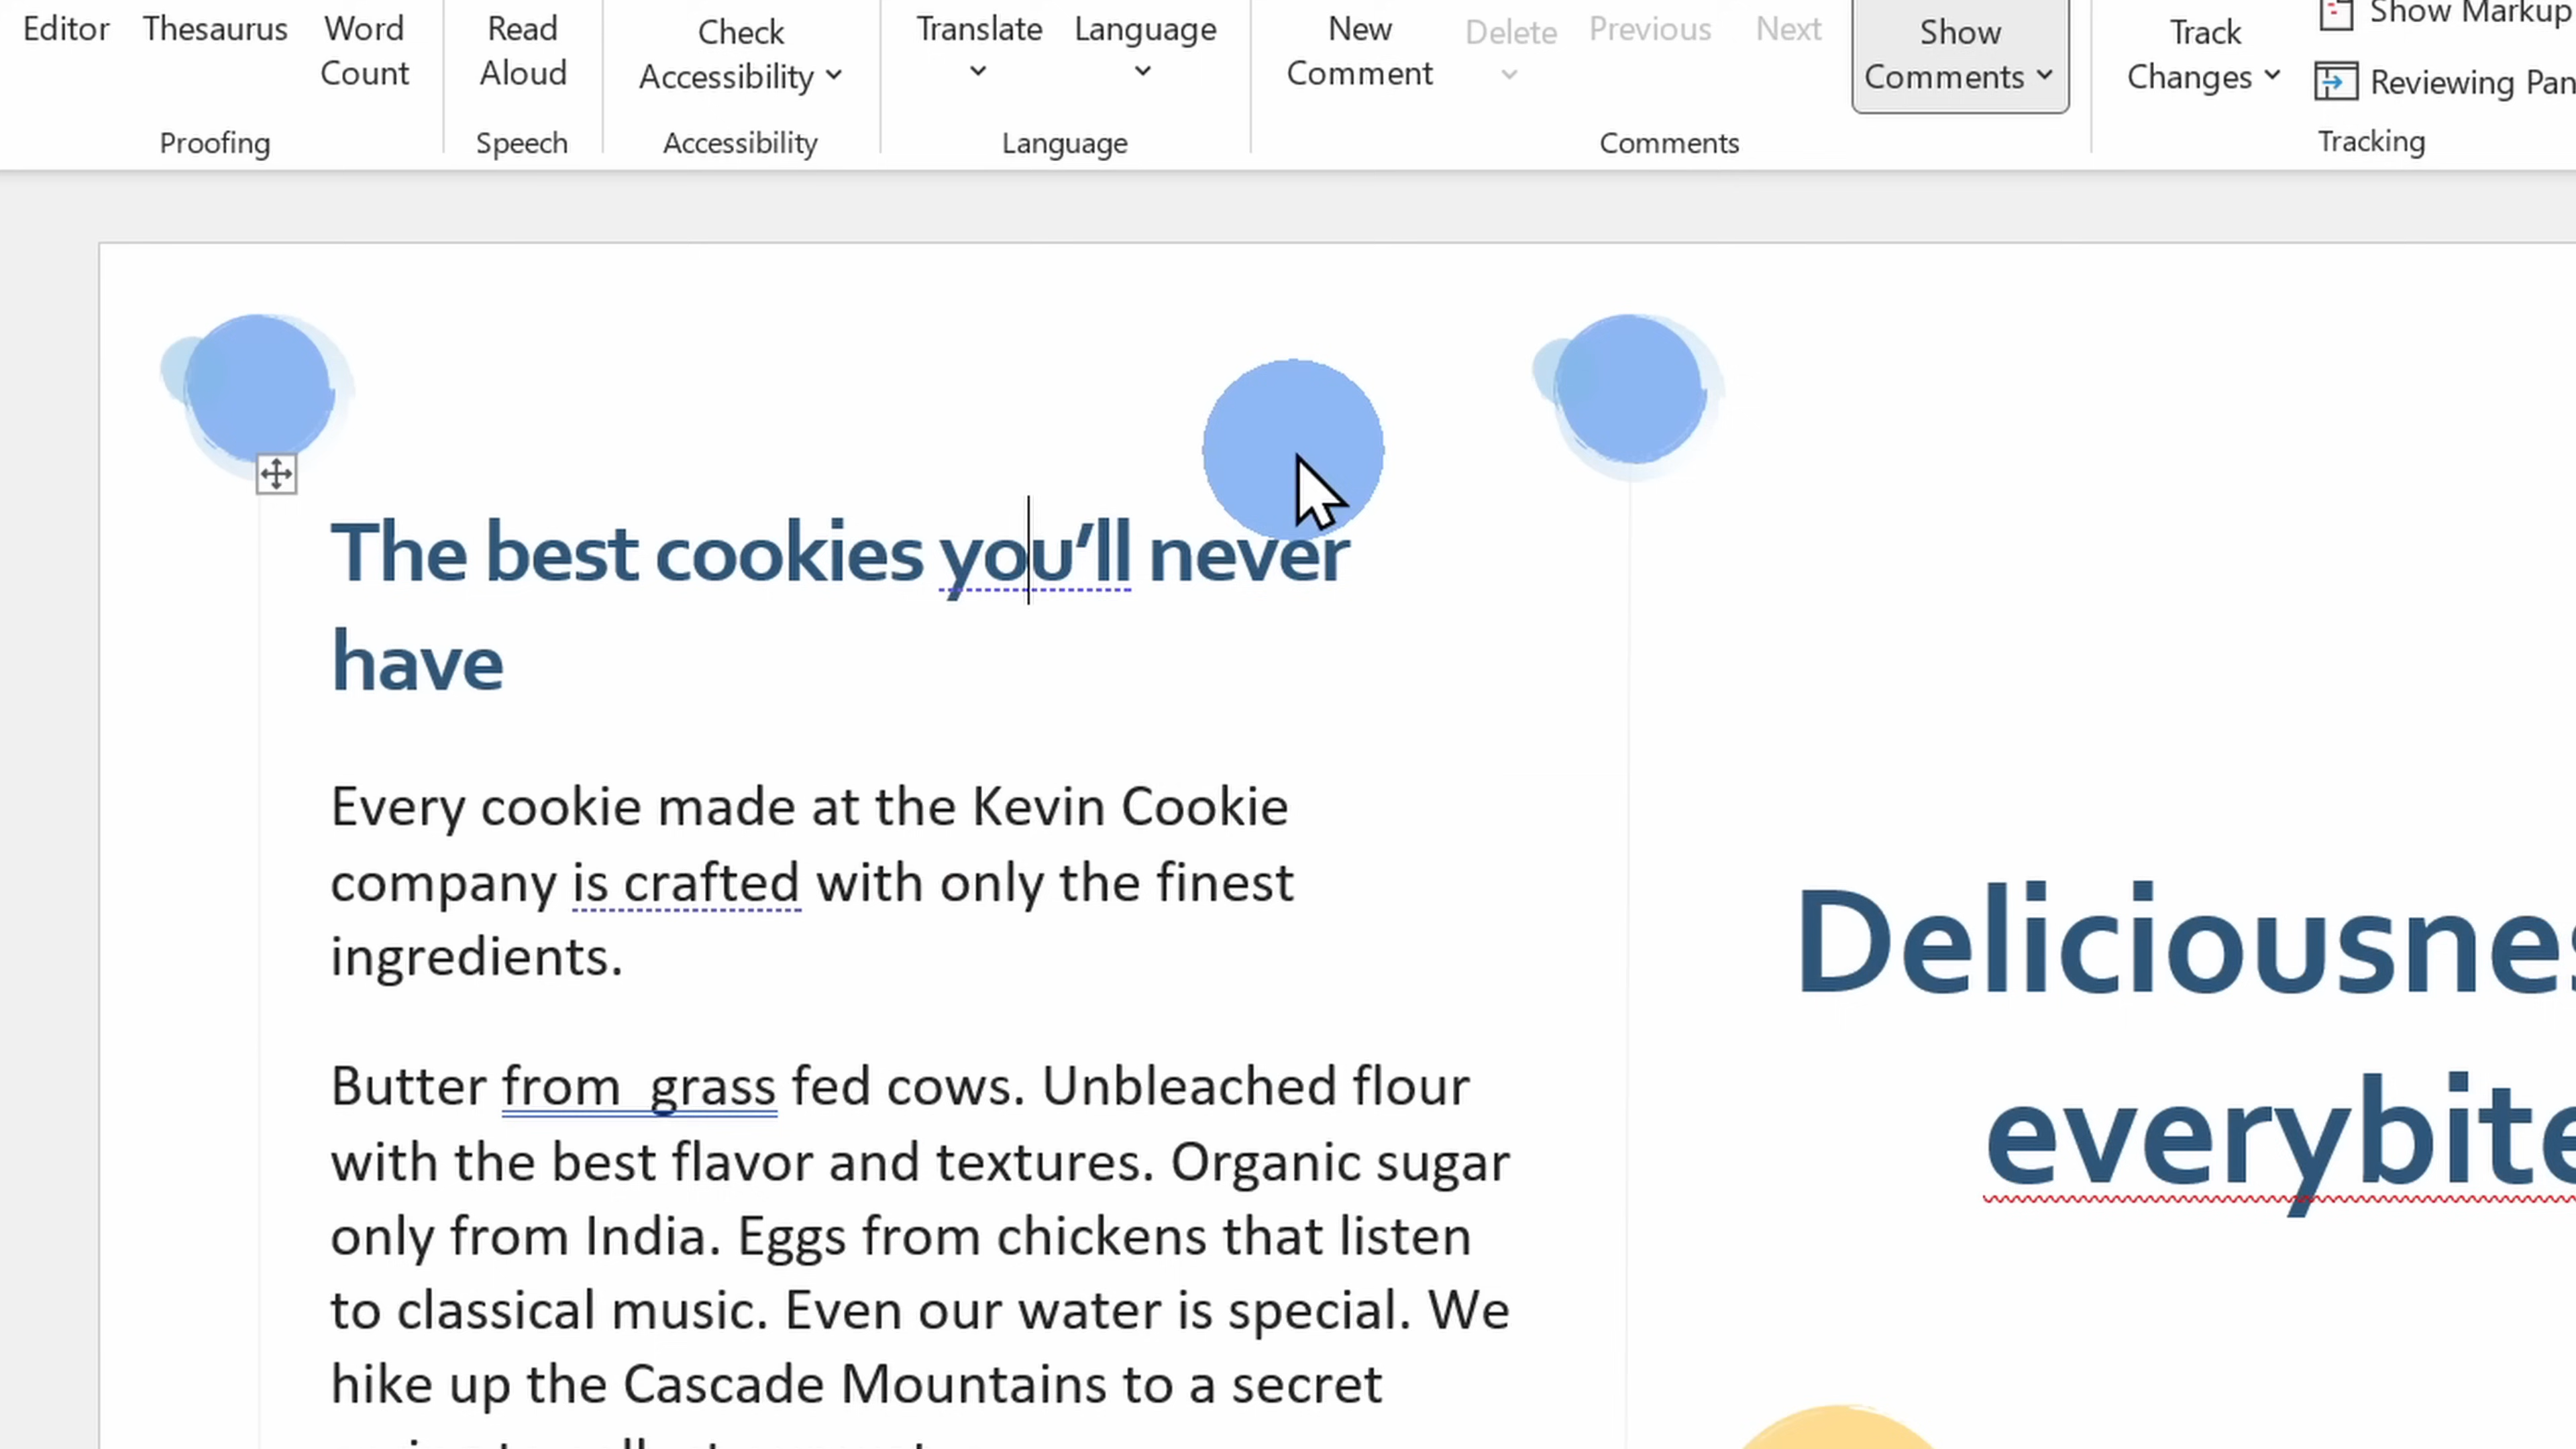 Editor Thesaurus Word Count
Read Aloud
Check Accessibility
Translate Language
New Comment Delete Previous Next Show Comments
Track Changes Show Markup
Reviewing Pan
Proofing Speech Accessibility Language Comments Tracking
The best cookies you’ll never
have
Every cookie made at the Kevin Cookie
company is crafted with only the finest
ingredients.
Butter from  grass fed cows. Unbleached flour
with the best flavor and textures. Organic sugar
only from India. Eggs from chickens that listen
to classical music. Even our water is special. We
hike up the Cascade Mountains to a secret
Deliciousnes
everybite